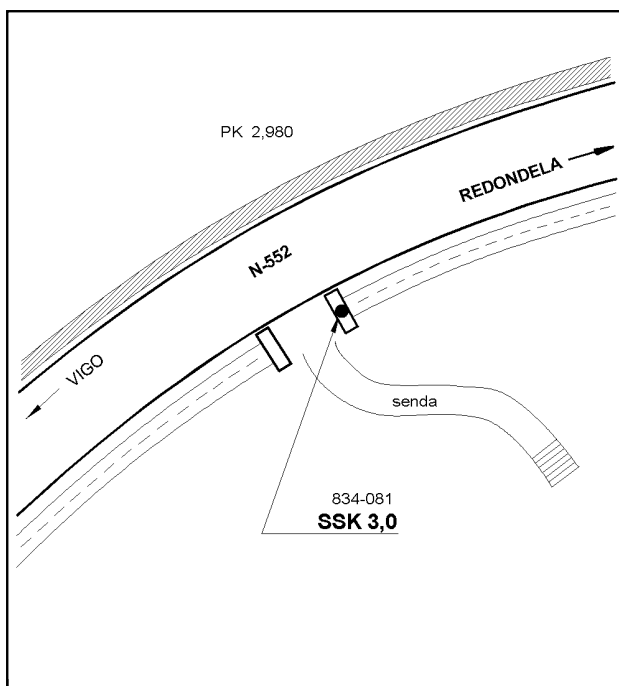 PK 2,980
REDONDELA
N-552
VIGO
senda
834-081
SSK 3,0